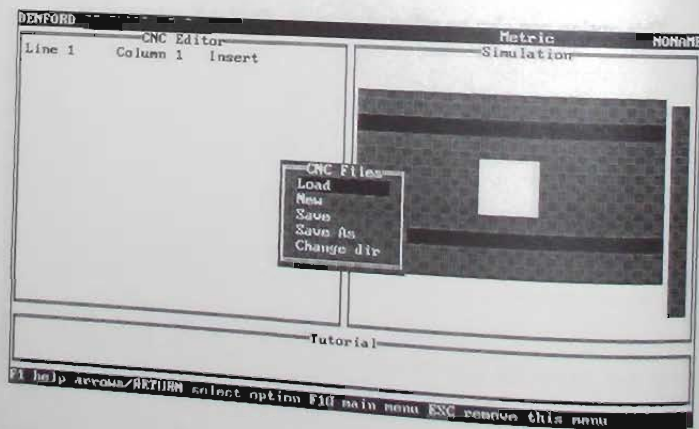 DENFORD
Metric
NONAME
CNC Editor
Simulation
Line 1 Column 1 Insert
CNC Files
Load
New
Save
Save As
Change dir
Tutorial
F1 help arrows/RETURN select option F10 main menu ESC remove this menu